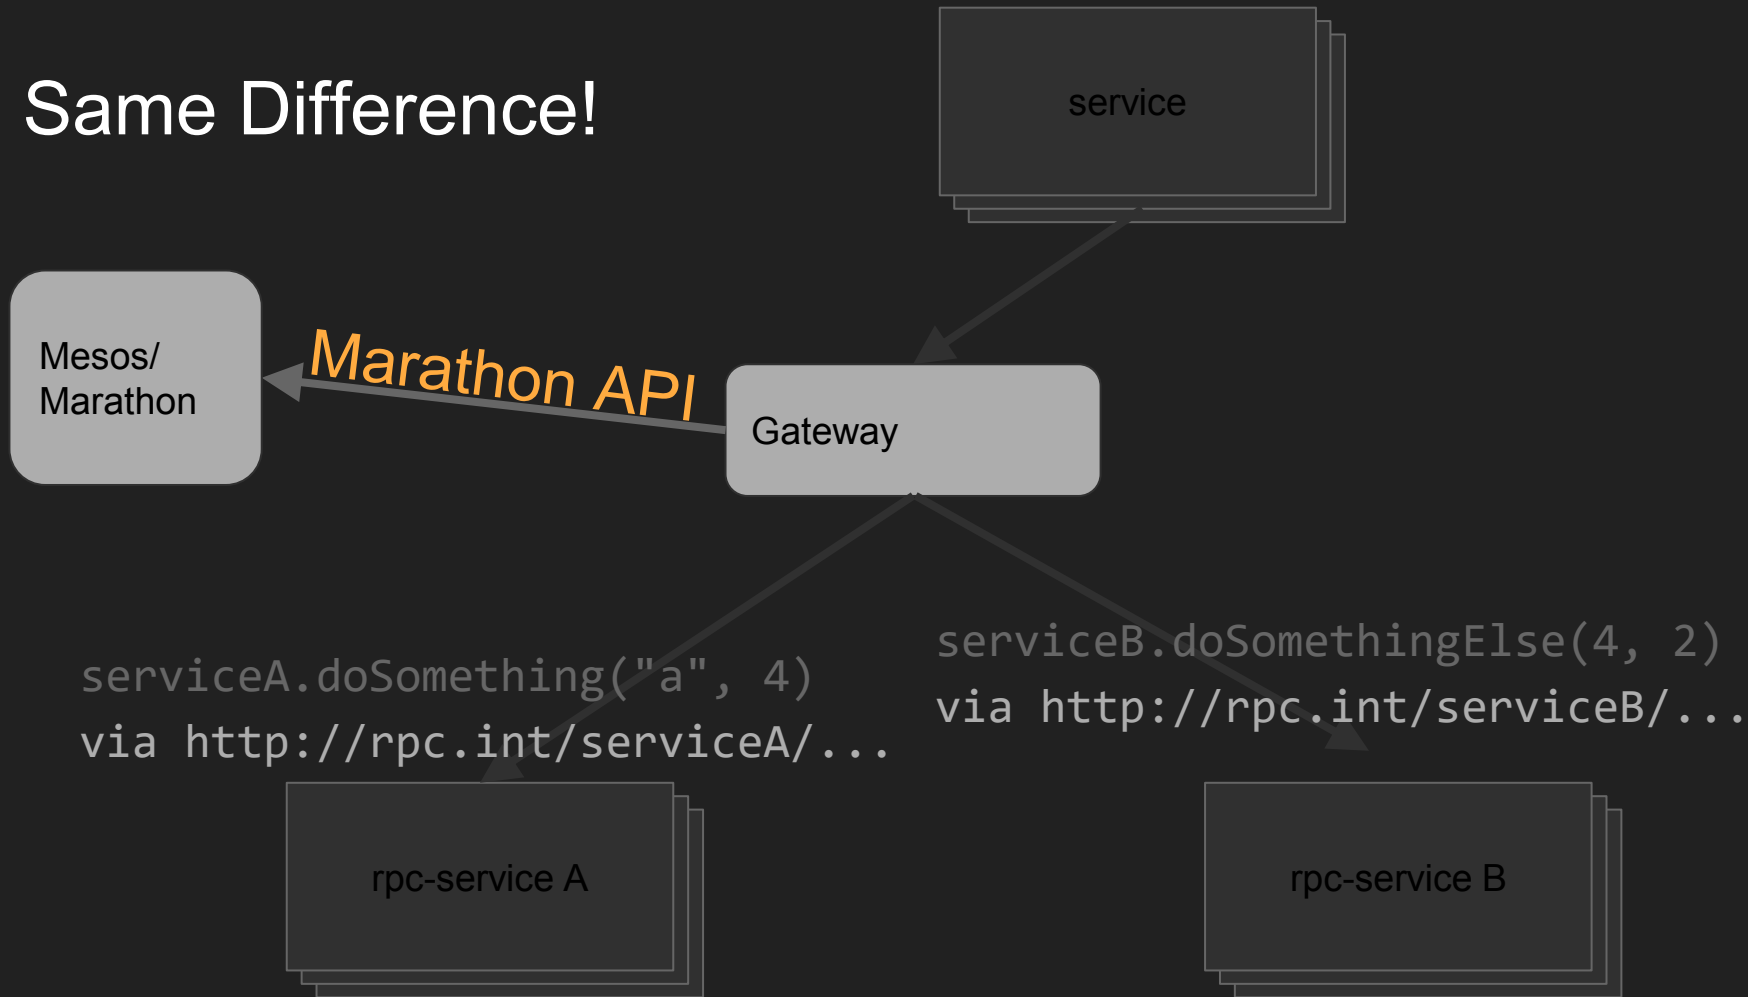 Same Difference!
service
Mesos/
Marathon
Marathon API
Gateway
serviceA.doSomething("a", 4)
via http://rpc.int/serviceA/...
serviceB.doSomethingElse(4, 2)
via http://rpc.int/serviceB/...
rpc-service A
rpc-service B